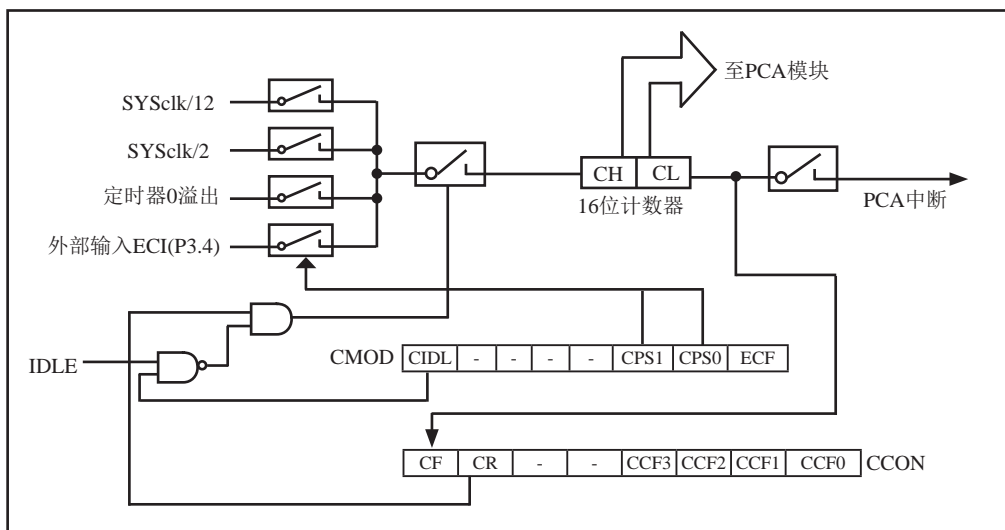 至PCA模块
SYSclk/12
SYSclk/2
定时器0溢出
外部输入ECI(P3.4)
CH CL
16位计数器
PCA中断
IDLE
CMOD CIDL - - - - CPS1 CPS0 ECF
CF CR - - CCF3 CCF2 CCF1 CCF0 CCON